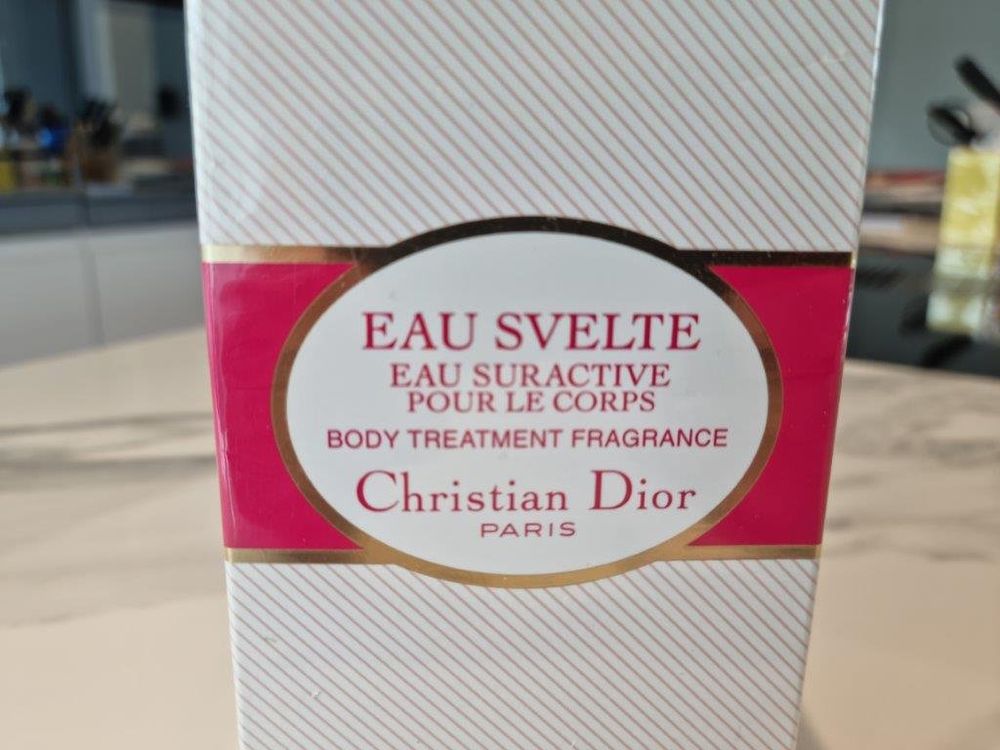 EAU SVELTE
EAU SURACTIVE
POUR LE CORPS
BODY TREATMENT FRAGRANCE
Christian Dior
PARIS